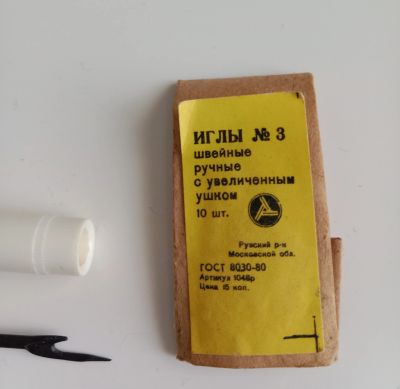 ИГЛЫ № 3
швейные
ручные
с увеличенным
ушком
10 шт.
Рузский р-н
Московской обл.
ГОСТ 8030-80
Артикул 1048р
Цена 15 коп.